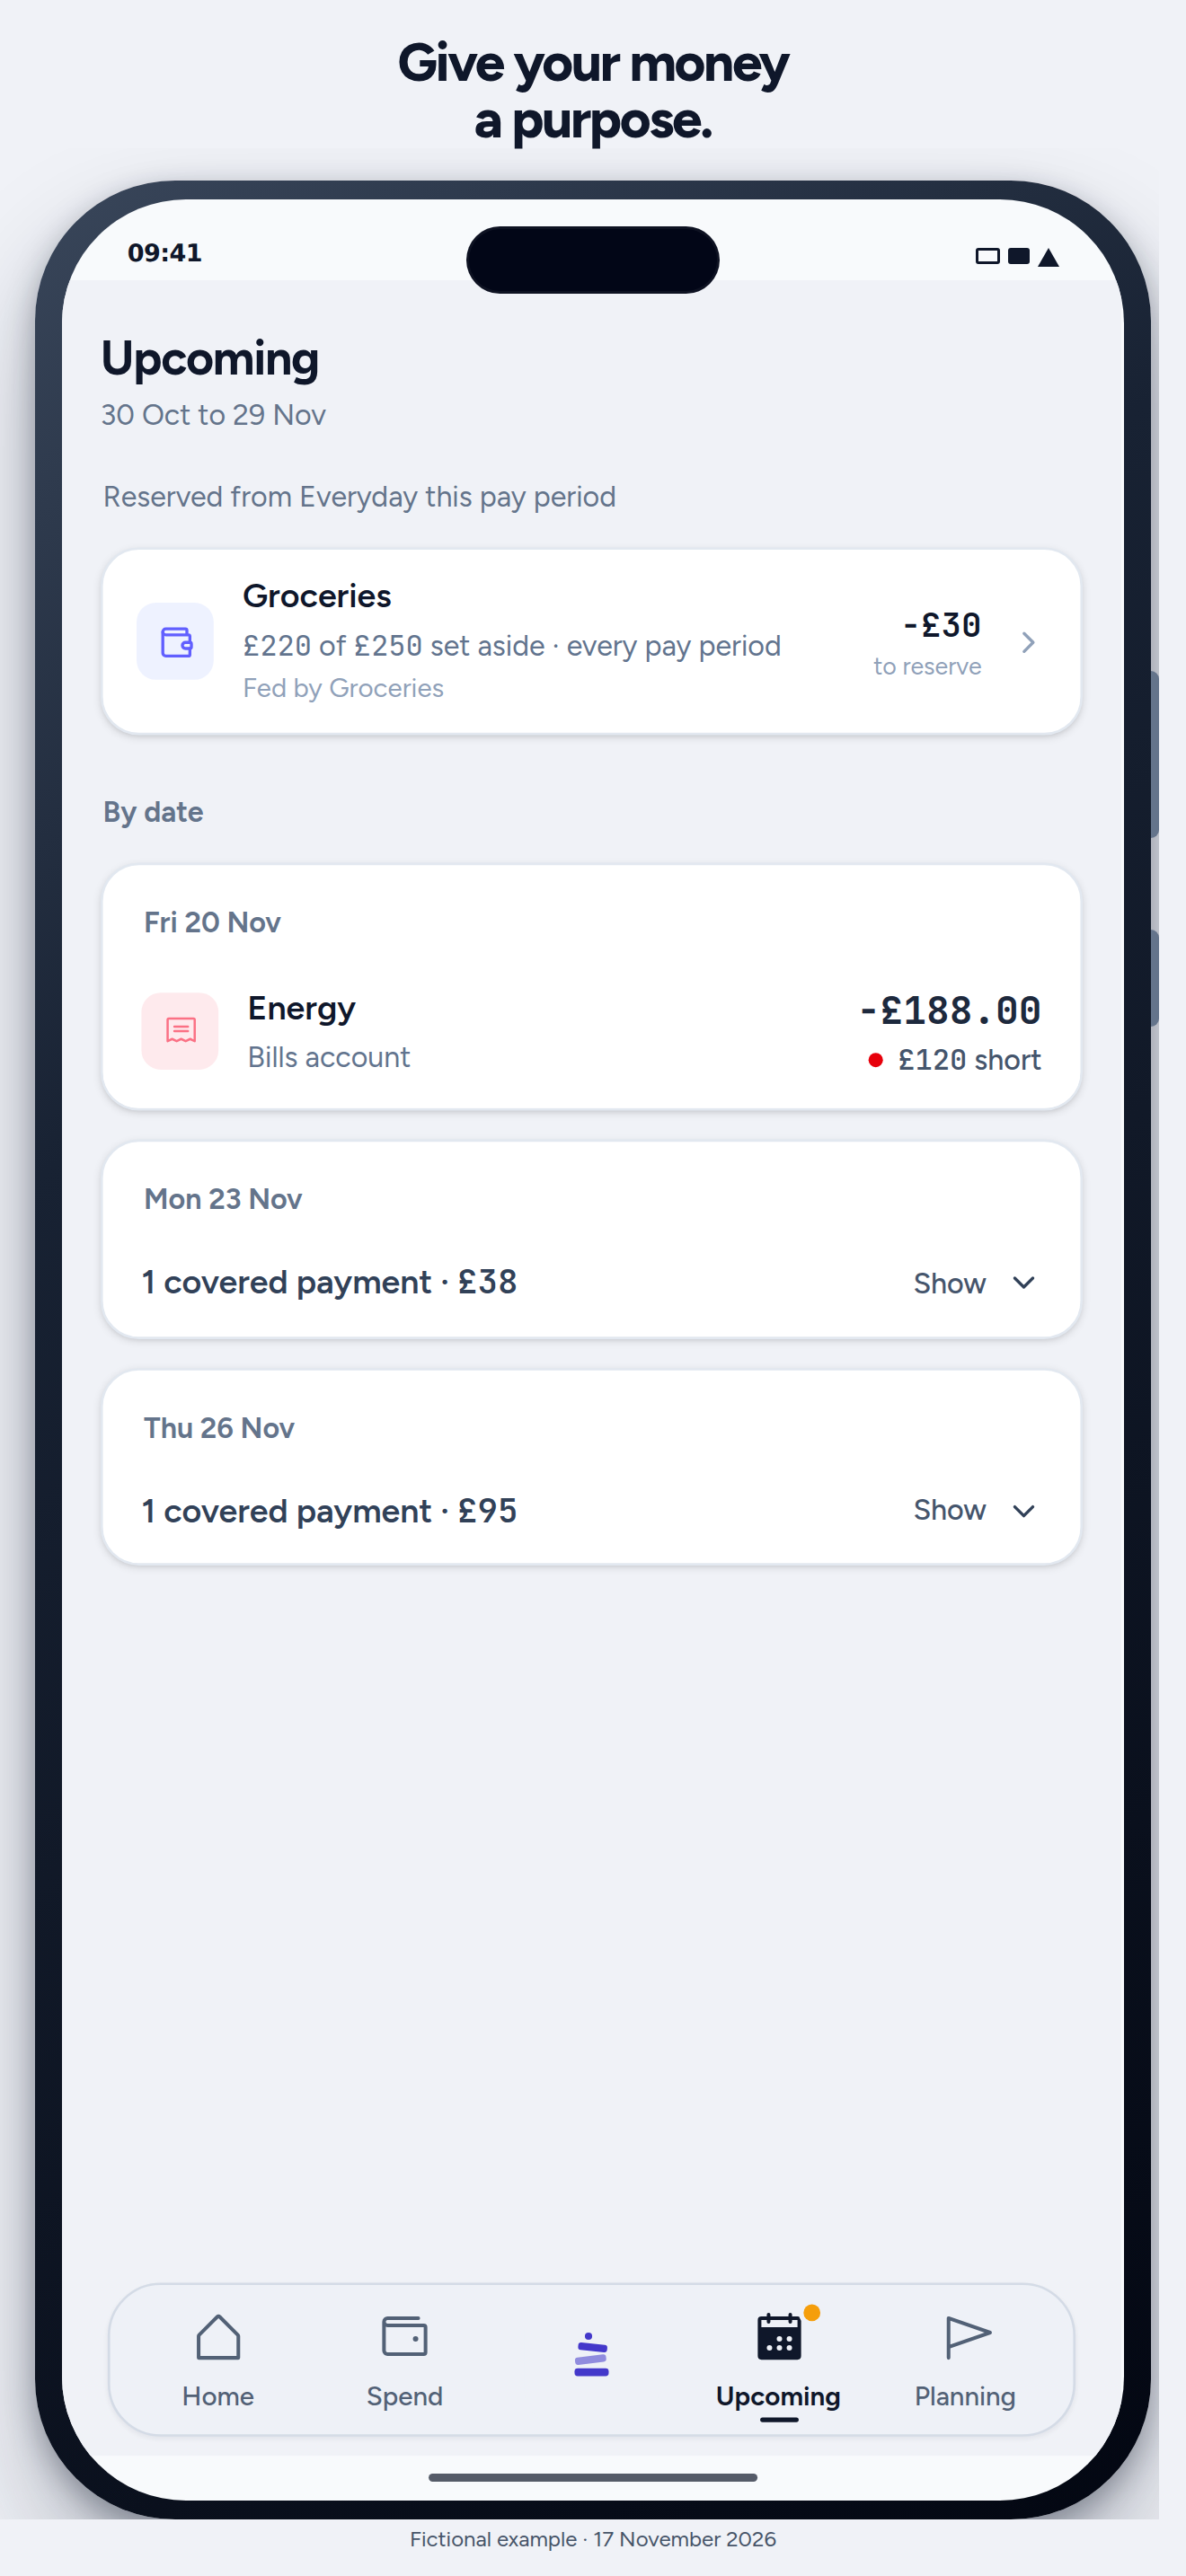 Give your money
a purpose.
09:41
Upcoming
30 Oct to 29 Nov
Reserved from Everyday this pay period
Groceries
£220 of £250 set aside · every pay period
Fed by Groceries
-£30
to reserve
By date
Fri 20 Nov
Energy
Bills account
-£188.00
£120 short
Mon 23 Nov
1 covered payment · £38
Show
Thu 26 Nov
1 covered payment · £95
Show
Home
Spend
Upcoming
Planning
Fictional example · 17 November 2026